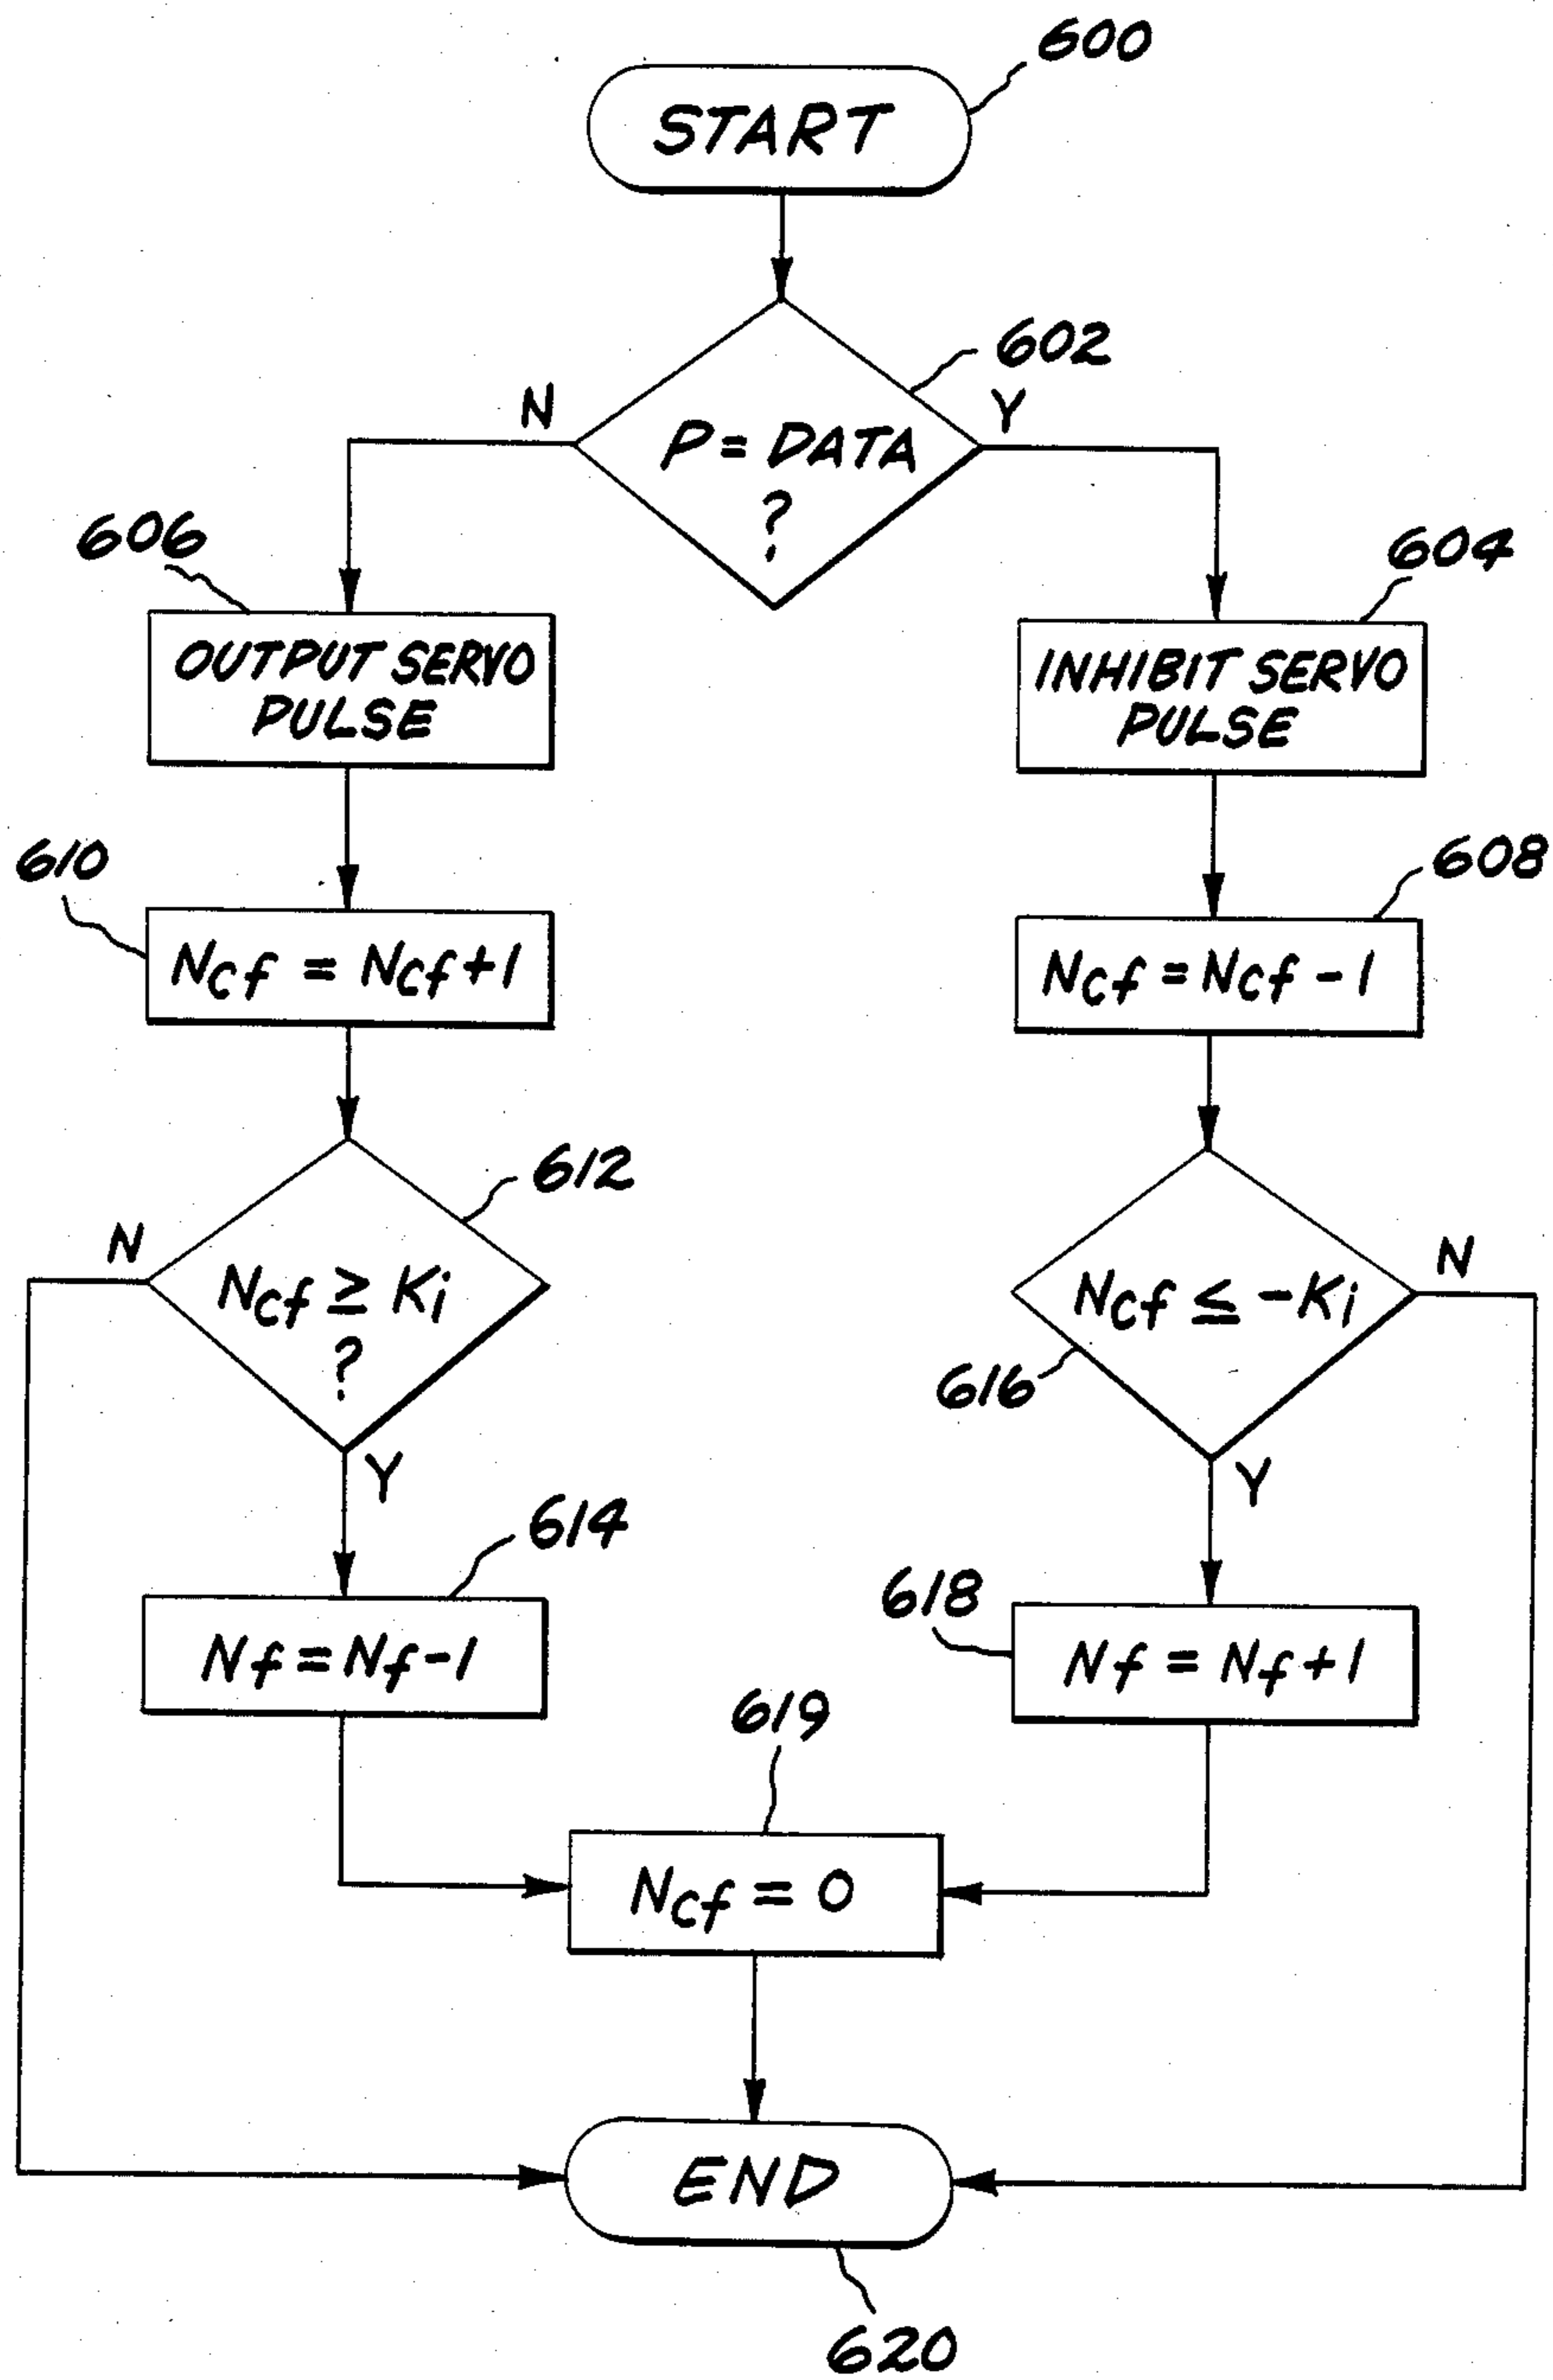 600
START
602
N
Y
P = DATA
?
606
604
OUTPUT SERVO
PULSE
INHIBIT SERVO
PULSE
610
608
Ncf = Ncf+1
Ncf = Ncf - 1
612
N
N
Ncf ≥ Ki
?
Ncf ≤ -Ki
616
Y
Y
614
618
Nf = Nf-1
Nf = Nf+1
619
Ncf = 0
END
620